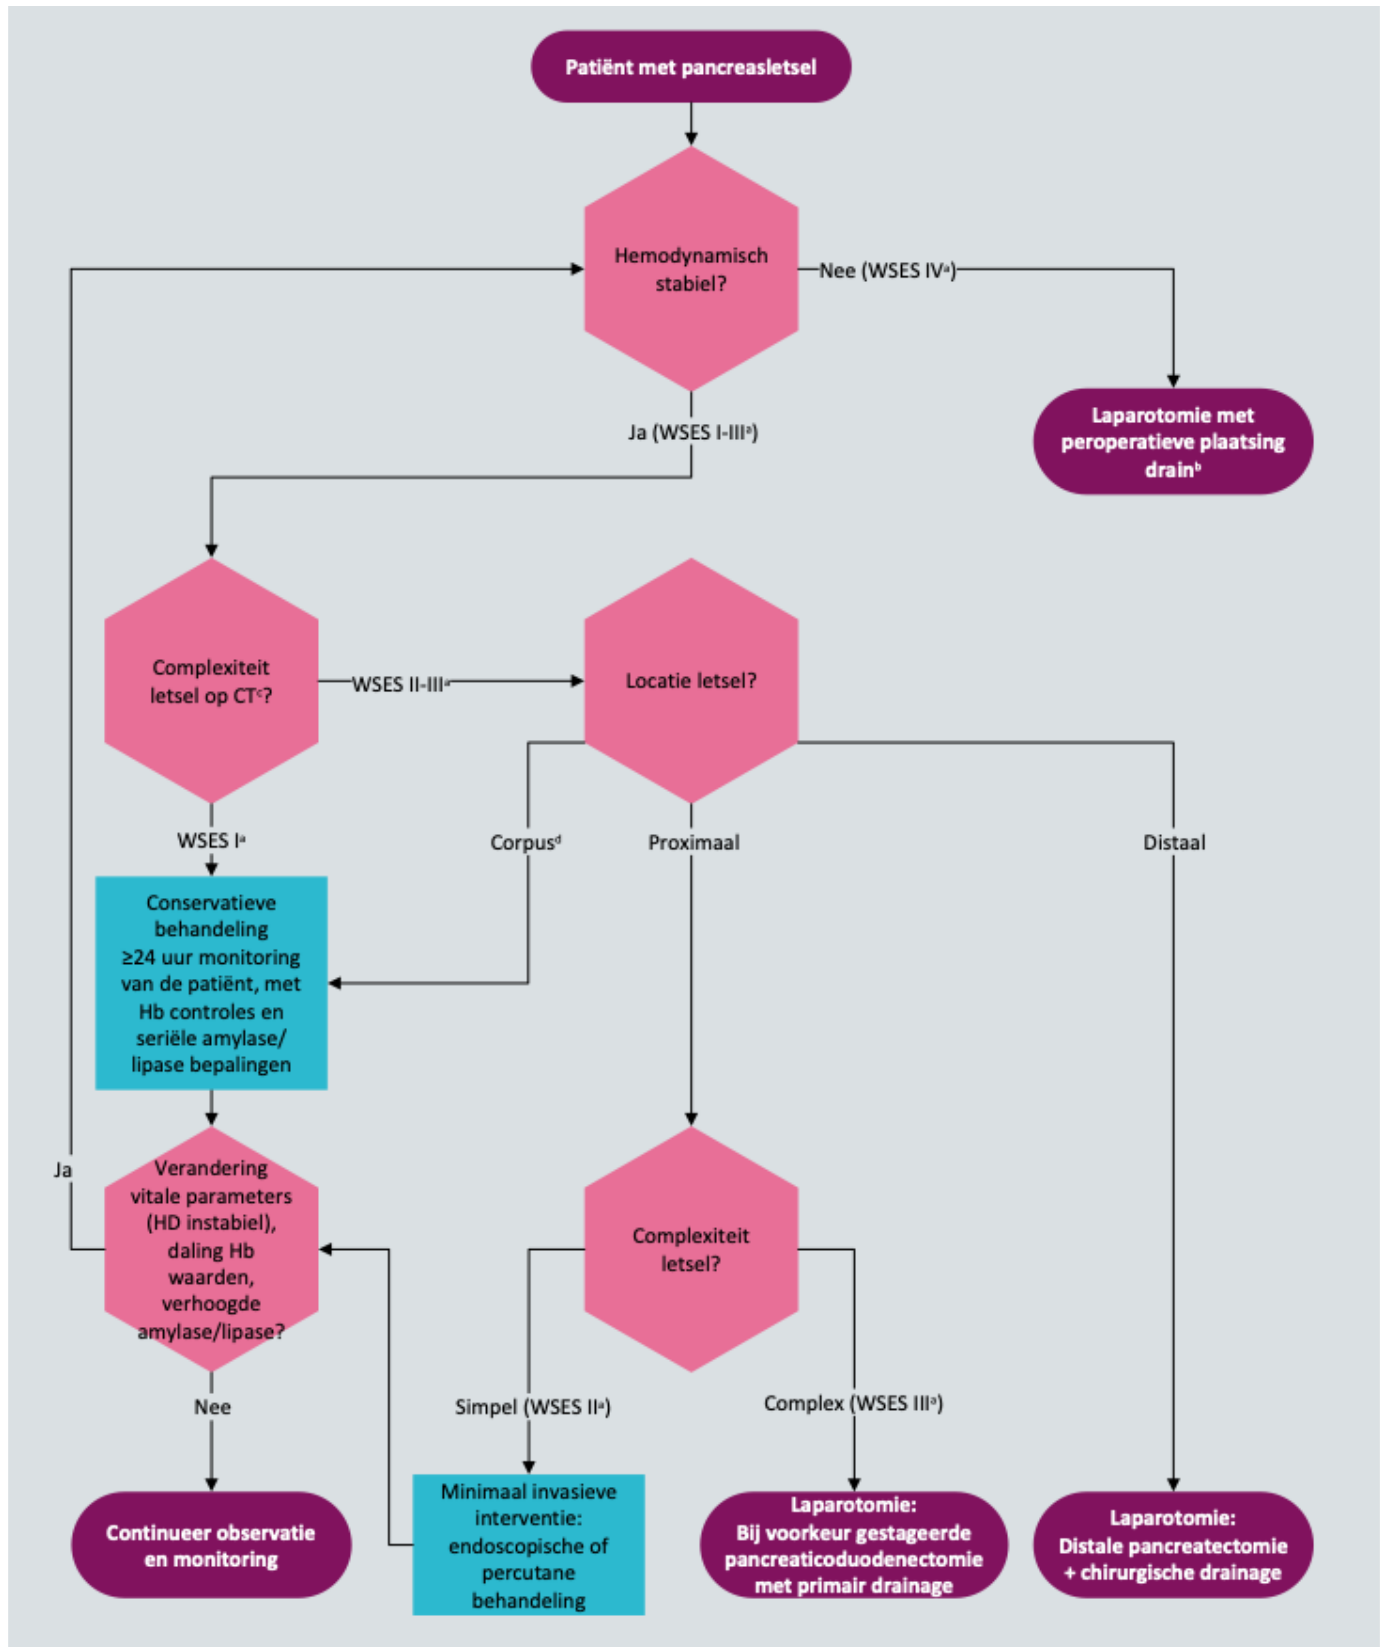 Patiënt met pancreasletsel
Hemodynamisch
stabiel?
Nee (WSES IVᵃ)
Laparotomie met
peroperatieve plaatsing
drainᵇ
Ja (WSES I-IIIᵃ)
Complexiteit
letsel op CTᶜ?
WSES II-IIIᵃ
Locatie letsel?
WSES Iᵃ
Corpusᵈ
Proximaal
Distaal
Conservatieve
behandeling
≥24 uur monitoring
van de patiënt, met
Hb controles en
seriële amylase/
lipase bepalingen
Ja
Verandering
vitale parameters
(HD instabiel),
daling Hb
waarden,
verhoogde
amylase/lipase?
Complexiteit
letsel?
Nee
Simpel (WSES IIᵃ)
Complex (WSES IIIᵃ)
Continueer observatie
en monitoring
Minimaal invasieve
interventie:
endoscopische of
percutane
behandeling
Laparotomie:
Bij voorkeur gestageerde
pancreaticoduodenectomie
met primair drainage
Laparotomie:
Distale pancreatectomie
+ chirurgische drainage